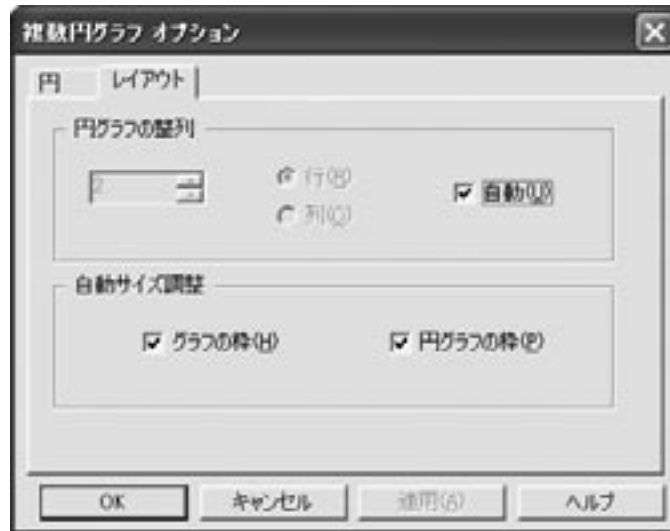 複数円グラフ オプション
円 レイアウト
円グラフの整列
2 行(R) 自動(U)
列(C)
自動サイズ調整
グラフの枠(H) 円グラフの枠(P)
OK キャンセル 適用(A) ヘルプ